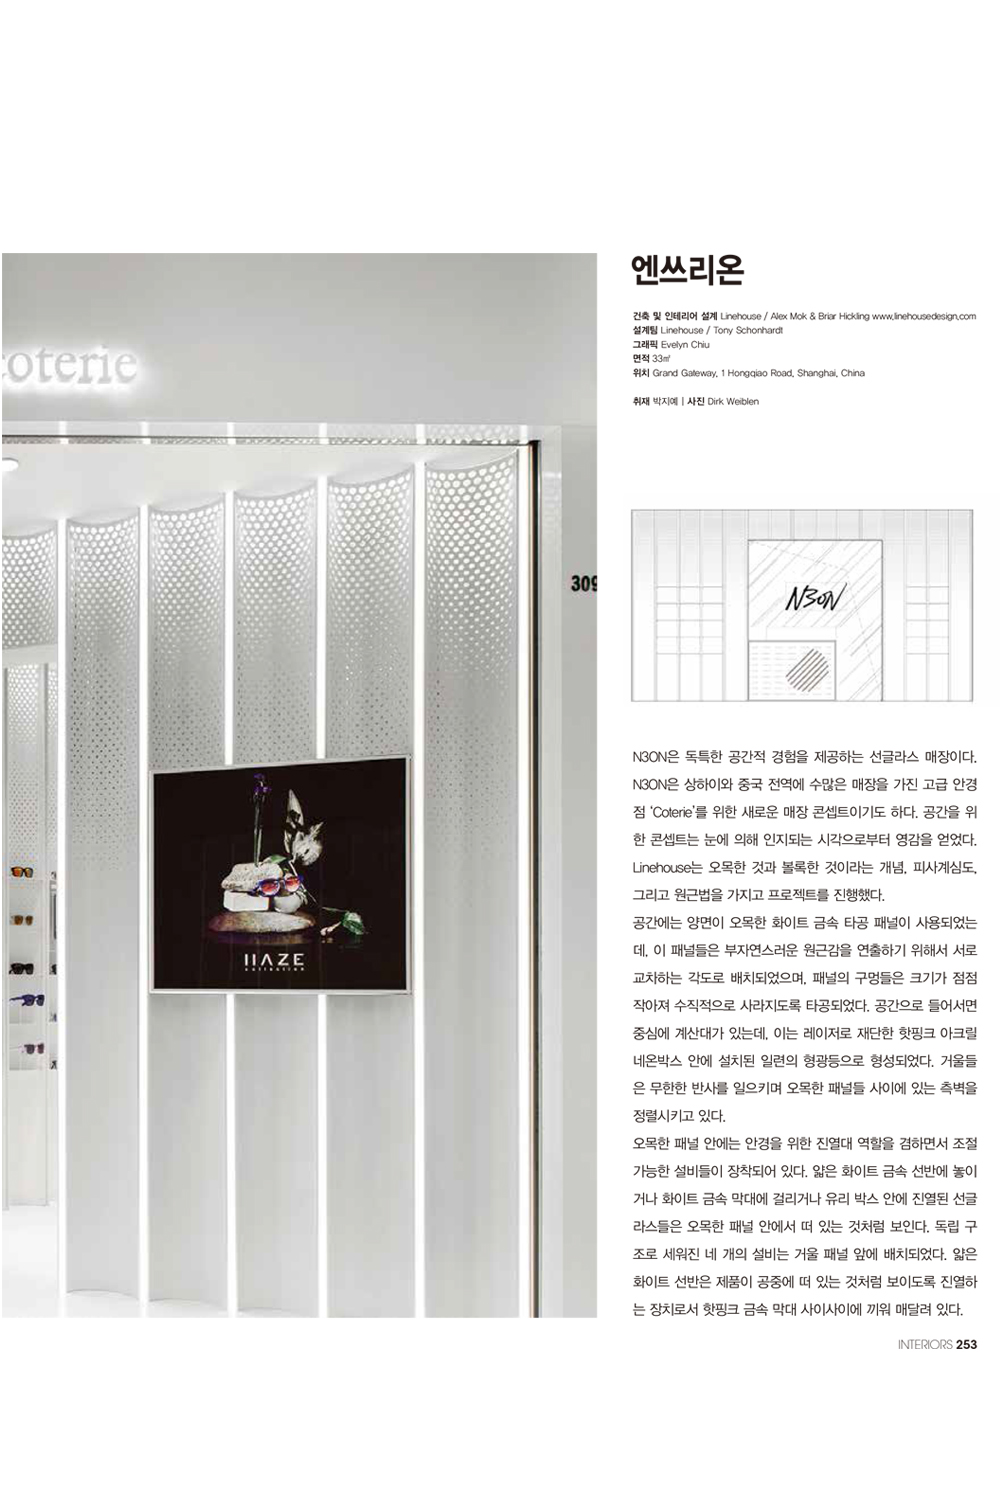 엔쓰리온
건축 및 인테리어 설계 Linehouse / Alex Mok & Briar Hickling www.linehousedesign.com
설계팀 Linehouse / Tony Schonhardt
그래픽 Evelyn Chiu
면적 33㎡
위치 Grand Gateway, 1 Hongqiao Road, Shanghai, China
취재 박지예 | 사진 Dirk Weiblen
coterie
309
N3ON
IIAZE
collection
N3ON은 독특한 공간적 경험을 제공하는 선글라스 매장이다.
N3ON은 상하이와 중국 전역에 수많은 매장을 가진 고급 안경
점 ‘Coterie’를 위한 새로운 매장 콘셉트이기도 하다. 공간을 위
한 콘셉트는 눈에 의해 인지되는 시각으로부터 영감을 얻었다.
Linehouse는 오목한 것과 볼록한 것이라는 개념, 피사계심도,
그리고 원근법을 가지고 프로젝트를 진행했다.
공간에는 양면이 오목한 화이트 금속 타공 패널이 사용되었는
데, 이 패널들은 부자연스러운 원근감을 연출하기 위해서 서로
교차하는 각도로 배치되었으며, 패널의 구멍들은 크기가 점점
작아져 수직적으로 사라지도록 타공되었다. 공간으로 들어서면
중심에 계산대가 있는데, 이는 레이저로 재단한 핫핑크 아크릴
네온박스 안에 설치된 일련의 형광등으로 형성되었다. 거울들
은 무한한 반사를 일으키며 오목한 패널들 사이에 있는 측벽을
정렬시키고 있다.
오목한 패널 안에는 안경을 위한 진열대 역할을 겸하면서 조절
가능한 설비들이 장착되어 있다. 얇은 화이트 금속 선반에 놓이
거나 화이트 금속 막대에 걸리거나 유리 박스 안에 진열된 선글
라스들은 오목한 패널 안에서 떠 있는 것처럼 보인다. 독립 구
조로 세워진 네 개의 설비는 거울 패널 앞에 배치되었다. 얇은
화이트 선반은 제품이 공중에 떠 있는 것처럼 보이도록 진열하
는 장치로서 핫핑크 금속 막대 사이사이에 끼워 매달려 있다.
INTERIORS 253